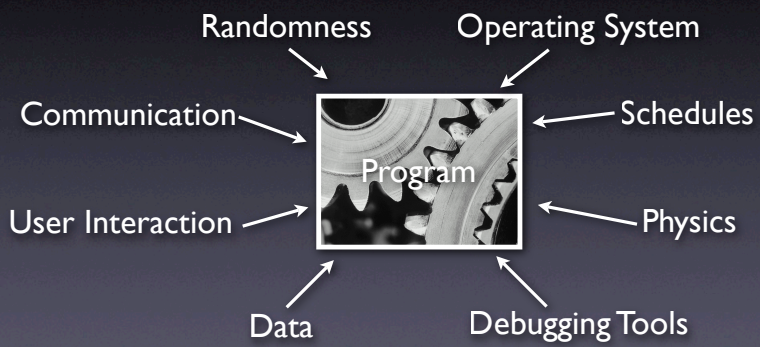 Randomness
Operating System
Communication
Schedules
Program
User Interaction
Physics
Data
Debugging Tools